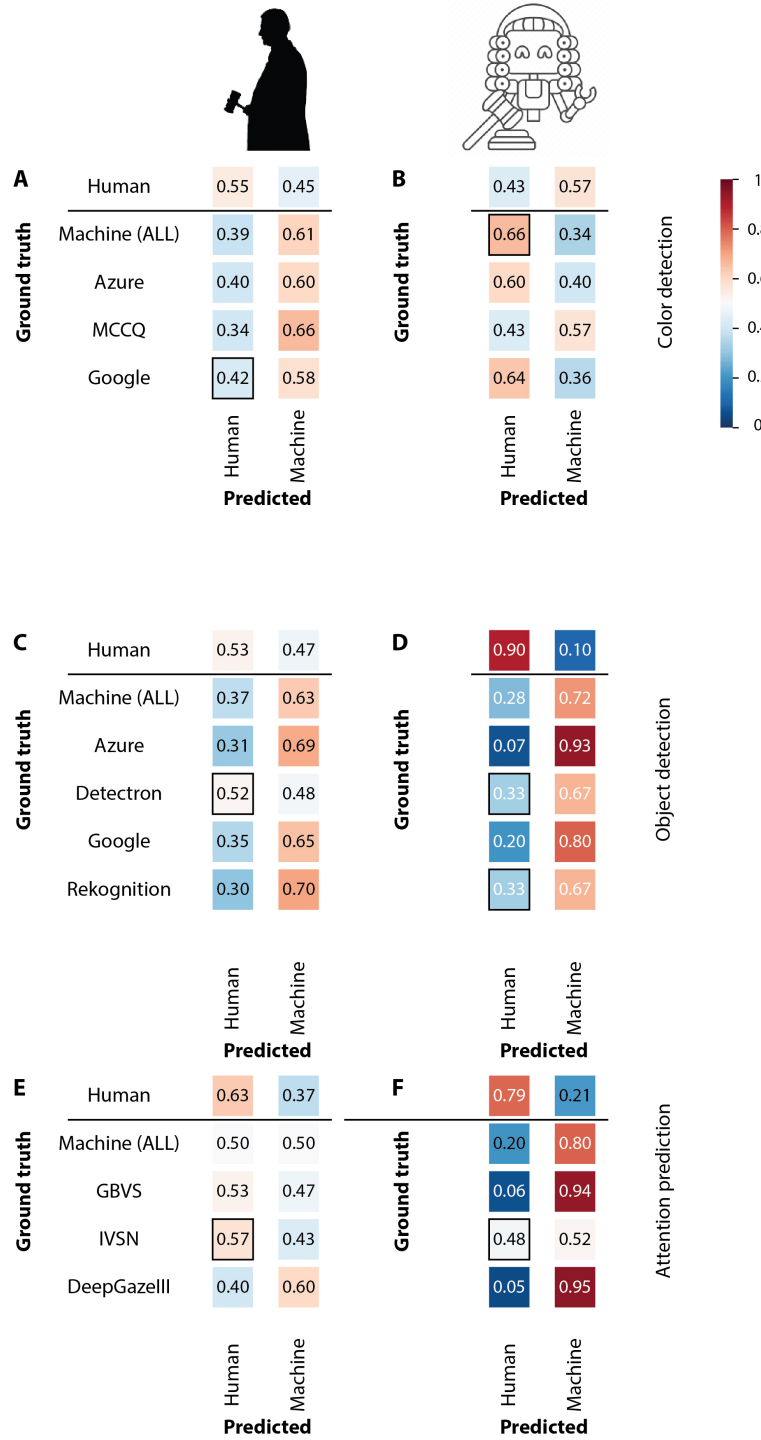 A
B
Human 0.55 0.45 0.43 0.57
Machine (ALL) 0.39 0.61 0.66 0.34
Azure 0.40 0.60 0.60 0.40
MCCQ 0.34 0.66 0.43 0.57
Google 0.42 0.58 0.64 0.36
Ground truth
Ground truth
Color detection
1
0.8
0.6
0.4
0.2
0
Human Machine
Human Machine
Predicted
Predicted
C
D
Human 0.53 0.47 0.90 0.10
Machine (ALL) 0.37 0.63 0.28 0.72
Azure 0.31 0.69 0.07 0.93
Detectron 0.52 0.48 0.33 0.67
Google 0.35 0.65 0.20 0.80
Rekognition 0.30 0.70 0.33 0.67
Ground truth
Ground truth
Object detection
Human Machine
Human Machine
Predicted
Predicted
E
F
Human 0.63 0.37 0.79 0.21
Machine (ALL) 0.50 0.50 0.20 0.80
GBVS 0.53 0.47 0.06 0.94
IVSN 0.57 0.43 0.48 0.52
DeepGazeIII 0.40 0.60 0.05 0.95
Ground truth
Ground truth
Attention prediction
Human Machine
Human Machine
Predicted
Predicted